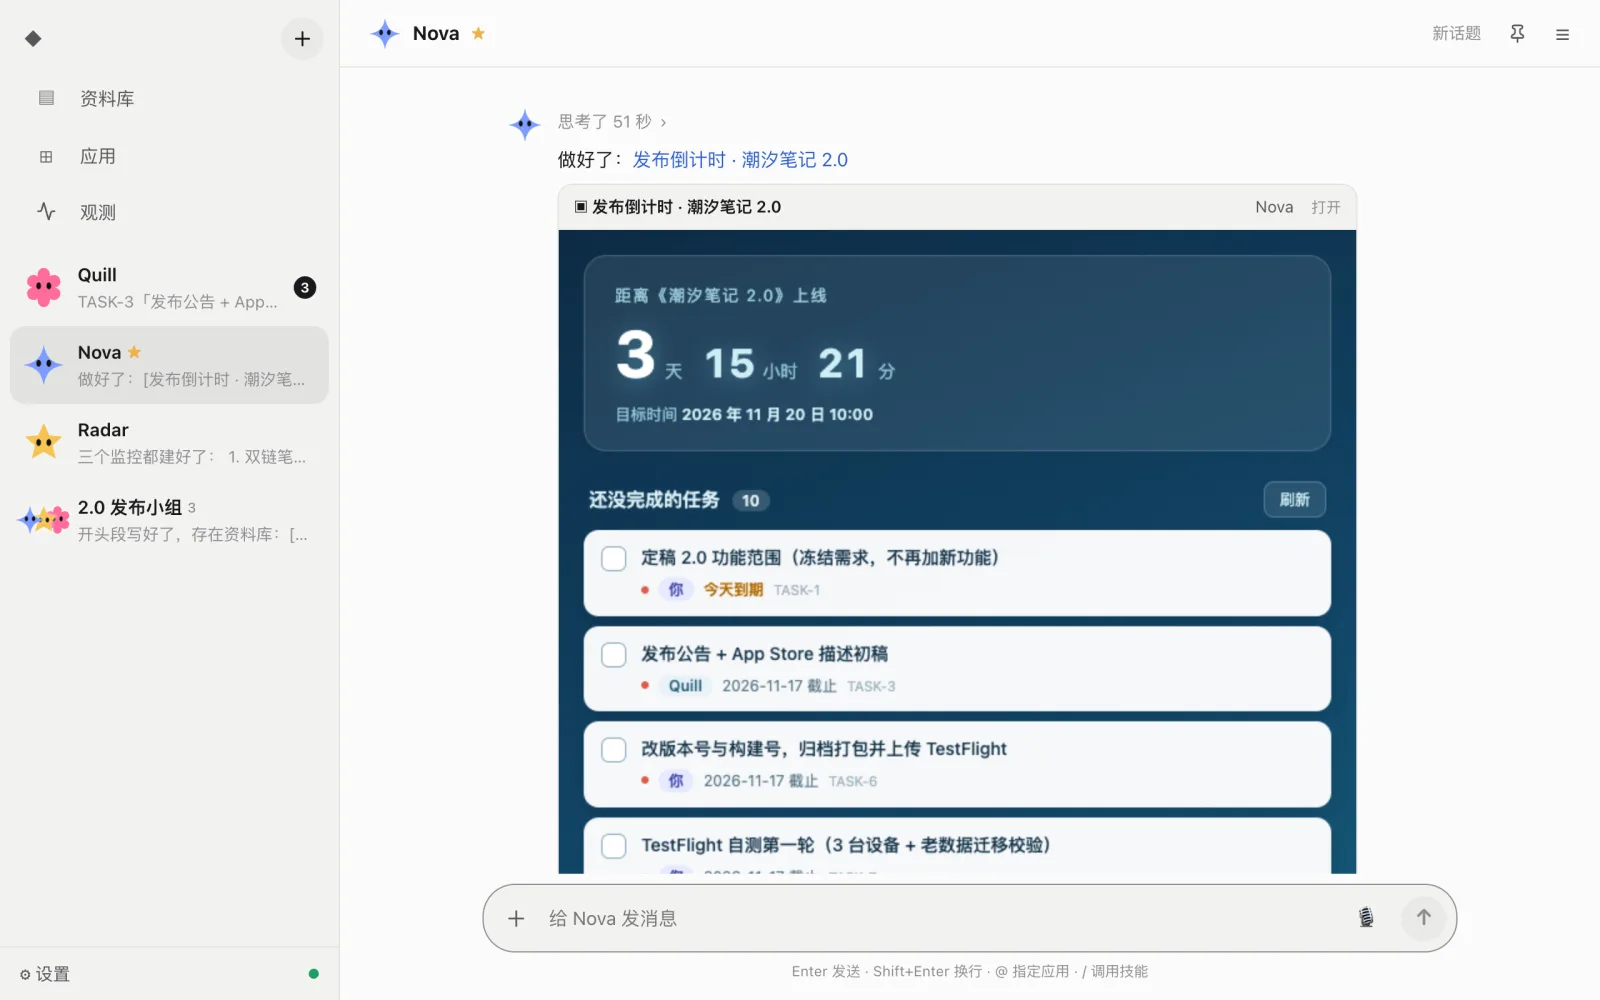 资料库
应用
观测
Quill
TASK-3「发布公告 + App...
3
Nova
做好了：[发布倒计时 · 潮汐笔...
Radar
三个监控都建好了： 1. 双链笔...
2.0 发布小组 3
开头段写好了，存在资料库：[...
设置
Nova
新话题
思考了 51 秒 ›
做好了：发布倒计时 · 潮汐笔记 2.0
发布倒计时 · 潮汐笔记 2.0
Nova 打开
距离《潮汐笔记 2.0》上线
3 天 15 小时 21 分
目标时间 2026 年 11 月 20 日 10:00
还没完成的任务 10
刷新
定稿 2.0 功能范围（冻结需求，不再加新功能）
你 今天到期 TASK-1
发布公告 + App Store 描述初稿
Quill 2026-11-17 截止 TASK-3
改版本号与构建号，归档打包并上传 TestFlight
你 2026-11-17 截止 TASK-6
TestFlight 自测第一轮（3 台设备 + 老数据迁移校验）
给 Nova 发消息
Enter 发送 · Shift+Enter 换行 · @ 指定应用 · / 调用技能